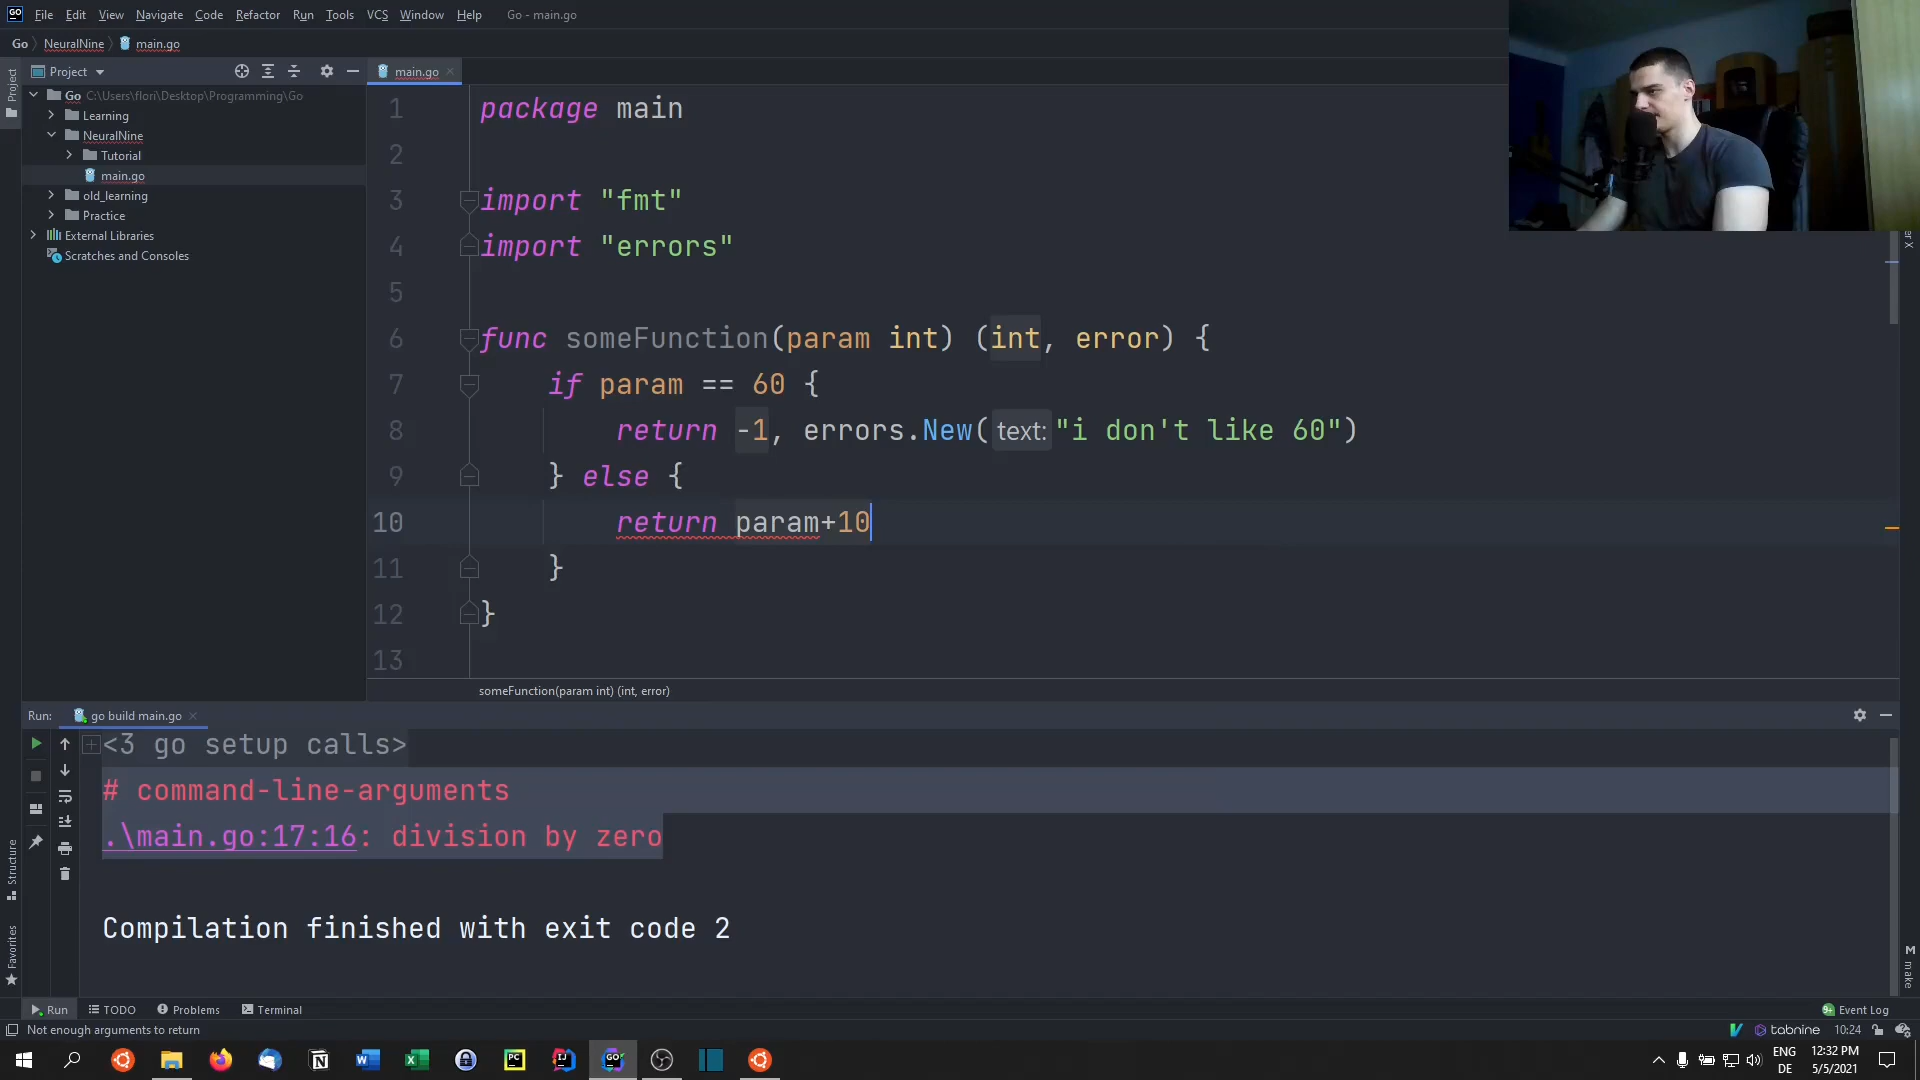 GO File Edit View Navigate Code Refactor Run Tools VCS Window Help Go - main.go
Go NeuralNine main.go
Project
Project
main.go
Go C:\Users\flori\Desktop\Programming\Go
Learning
NeuralNine
Tutorial
main.go
old_learning
Practice
External Libraries
Scratches and Consoles
1 package main
2
3 import "fmt"
4 import "errors"
5
6 func someFunction(param int) (int, error) {
7 if param == 60 {
8 return -1, errors.New(text: "i don't like 60")
9 } else {
10 return param+10
11 }
12 }
13
someFunction(param int) (int, error)
Run: go build main.go
<3 go setup calls>
# command-line-arguments
.\main.go:17:16: division by zero
Compilation finished with exit code 2
Structure
Favorites
make
Run TODO Problems Terminal
9+ Event Log
Not enough arguments to return
tabnine 10:24
ENG
DE
12:32 PM
5/5/2021